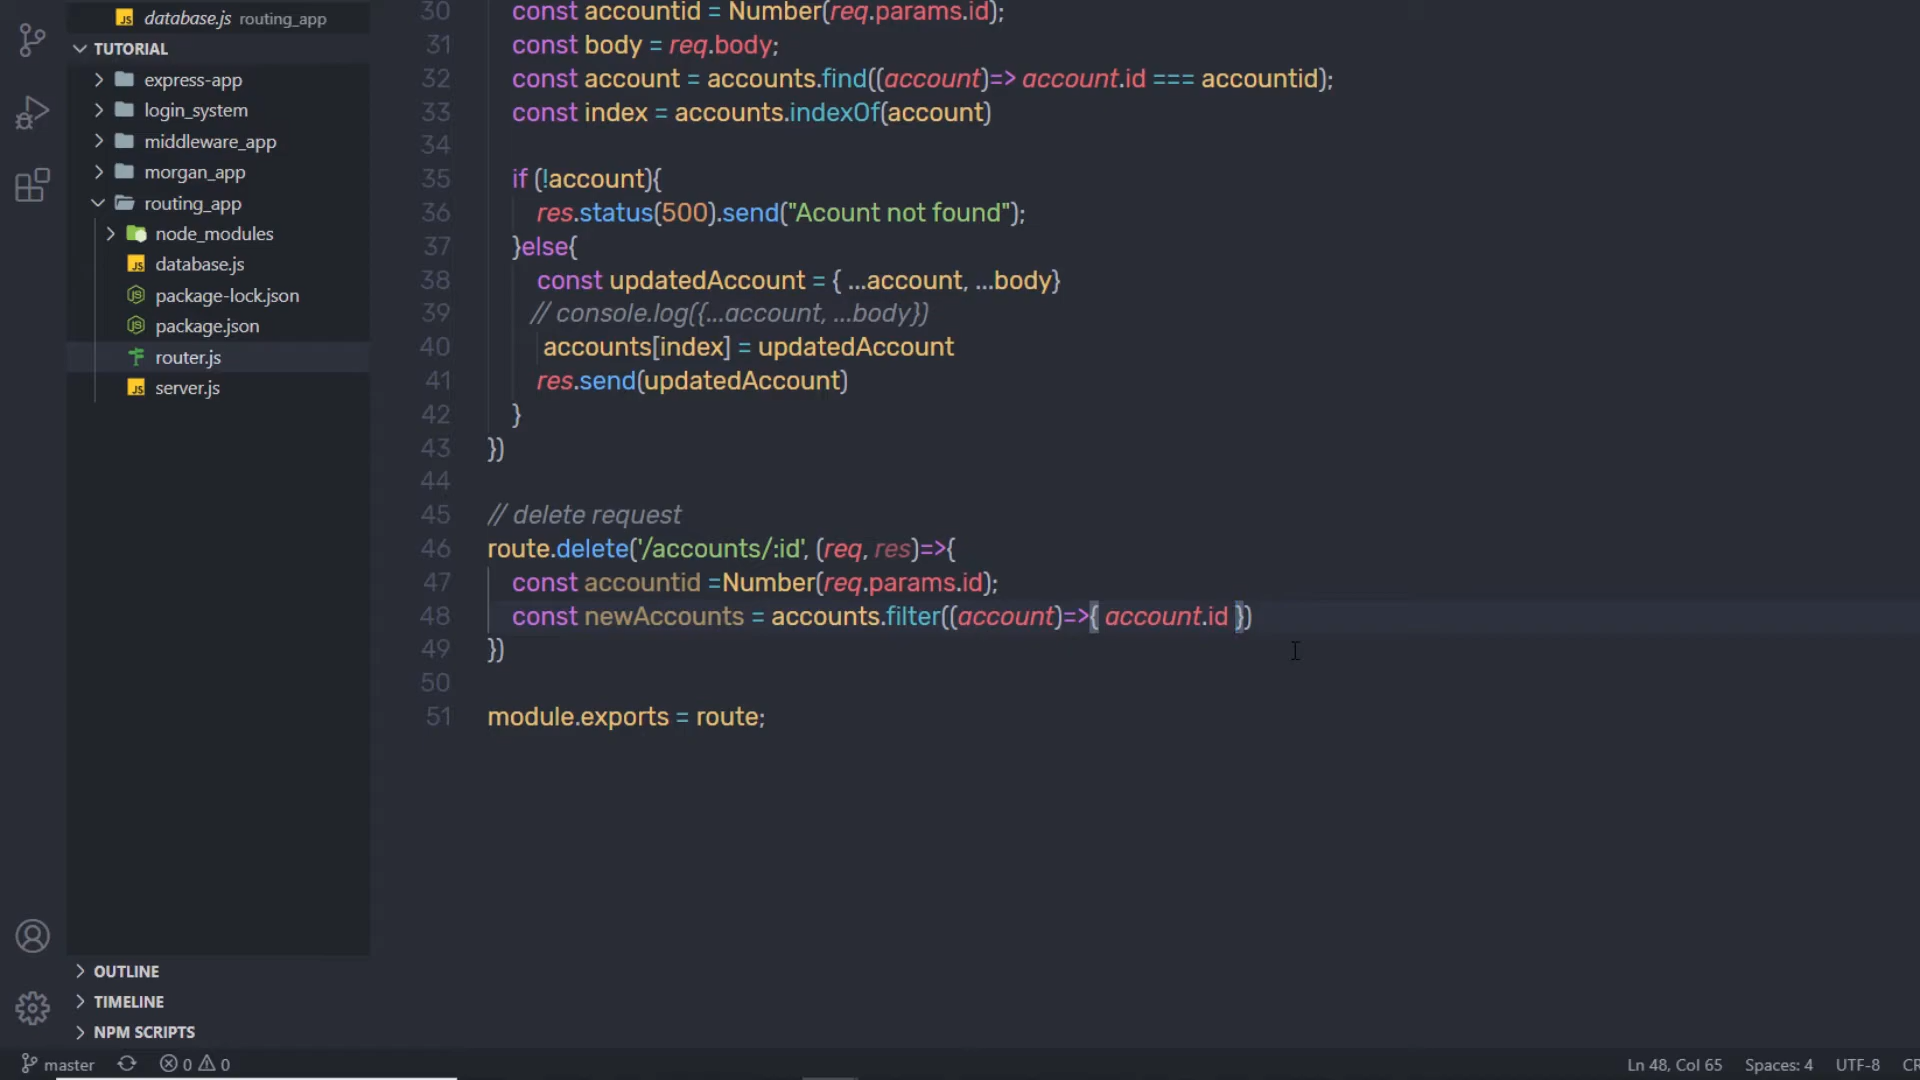 database.js routing_app
TUTORIAL
express-app
login_system
middleware_app
morgan_app
routing_app
node_modules
database.js
package-lock.json
package.json
router.js
server.js
OUTLINE
TIMELINE
NPM SCRIPTS
30 const accountid = Number(req.params.id);
31 const body = req.body;
32 const account = accounts.find((account)=> account.id === accountid);
33 const index = accounts.indexOf(account)
34
35 if (!account){
36 res.status(500).send("Acount not found");
37 }else{
38 const updatedAccount = { ...account, ...body}
39 // console.log({...account, ...body})
40 accounts[index] = updatedAccount
41 res.send(updatedAccount)
42 }
43 })
44
45 // delete request
46 route.delete('/accounts/:id', (req, res)=>{
47 const accountid =Number(req.params.id);
48 const newAccounts = accounts.filter((account)=>{ account.id })
49 })
50
51 module.exports = route;
master 0 0 Ln 48, Col 65 Spaces: 4 UTF-8